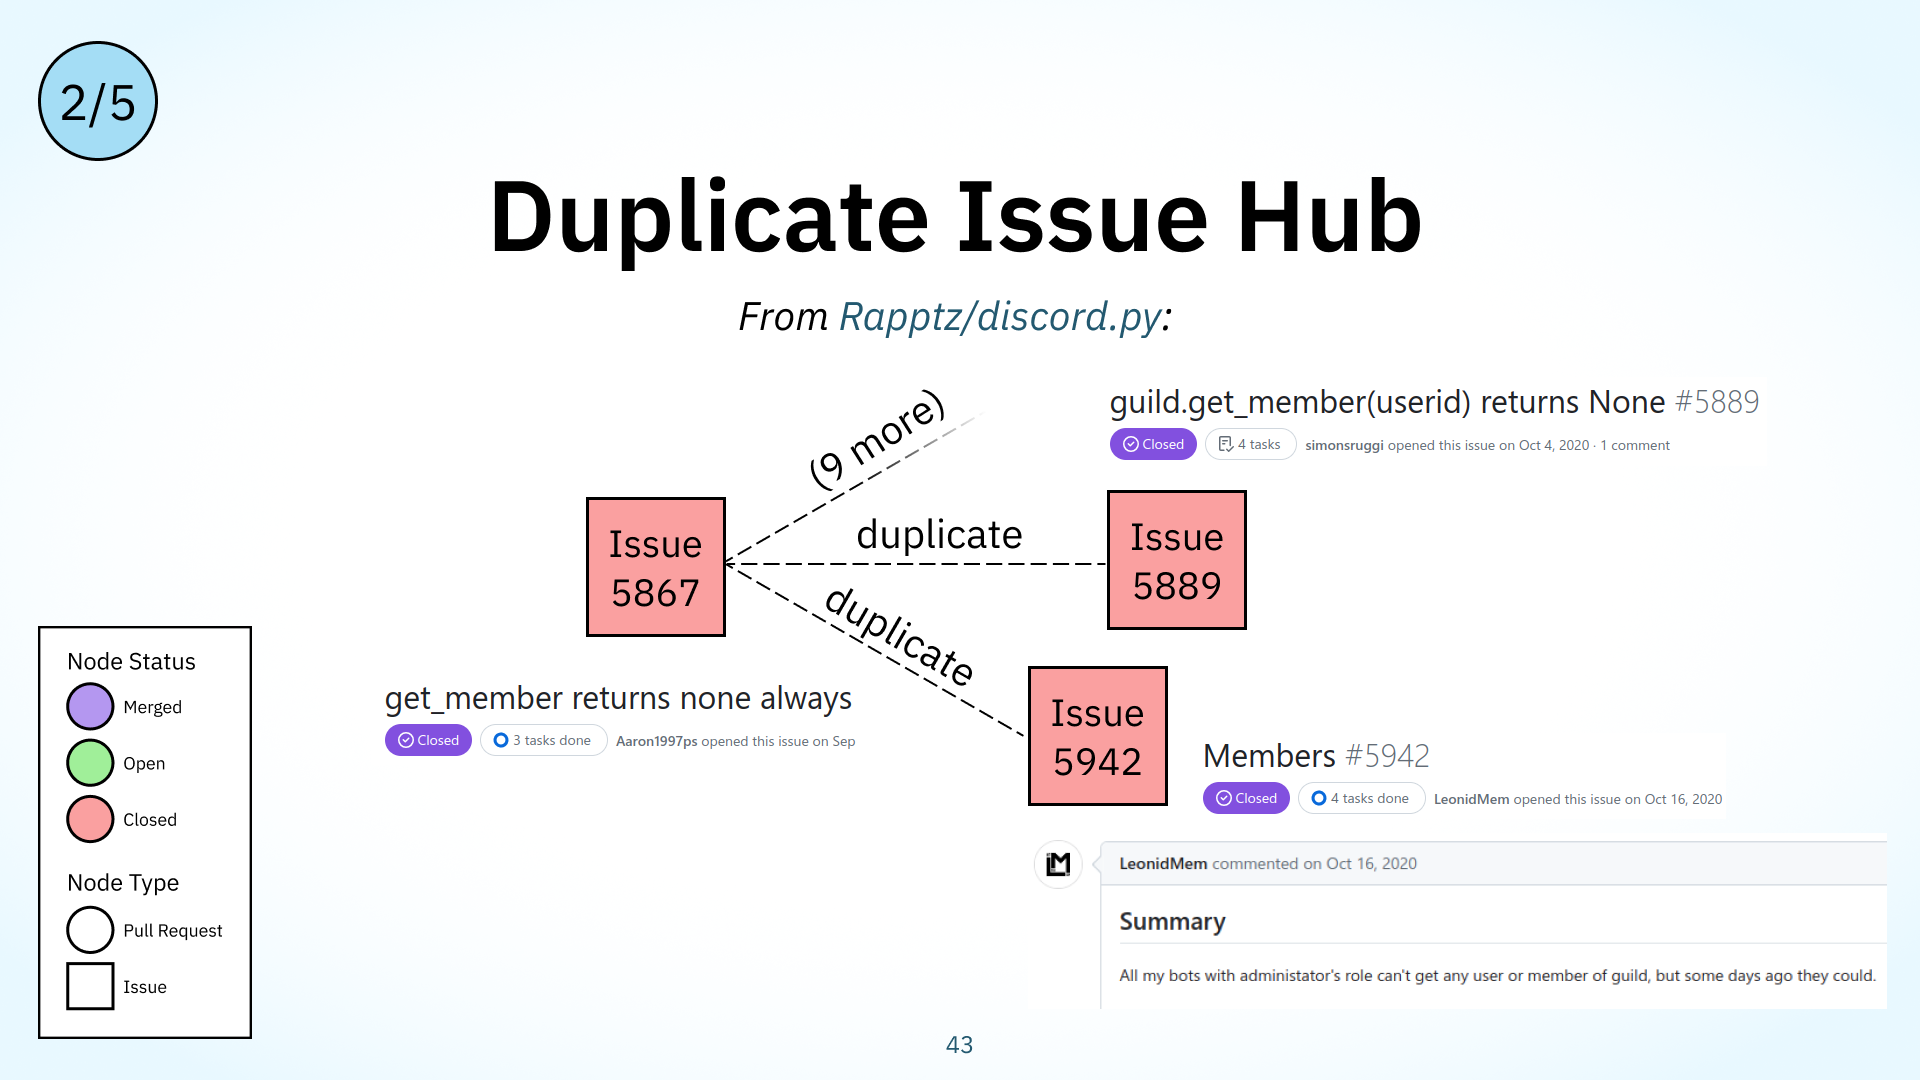 2/5
Duplicate Issue Hub
From Rapptz/discord.py:
(9 more)
guild.get_member(userid) returns None #5889
Closed
4 tasks
simonsruggi opened this issue on Oct 4, 2020 · 1 comment
Issue
5867
duplicate
Issue
5889
duplicate
get_member returns none always
Closed
3 tasks done
Aaron1997ps opened this issue on Sep
Issue
5942
Members #5942
Closed
4 tasks done
LeonidMem opened this issue on Oct 16, 2020
LM
LeonidMem commented on Oct 16, 2020
Summary
All my bots with administator's role can't get any user or member of guild, but some days ago they could.
Node Status
Merged
Open
Closed
Node Type
Pull Request
Issue
43